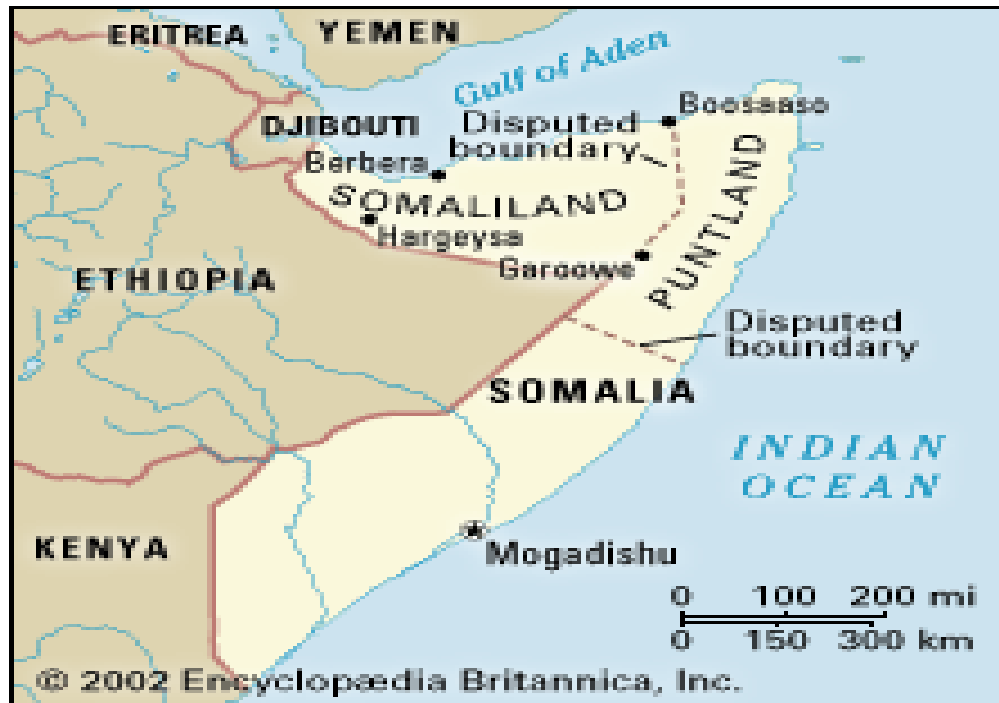 ERITREA
YEMEN
Gulf of Aden
DJIBOUTI
Disputed
boundary
Boosaaso
Berbera
SOMALILAND
PUNTLAND
Hargeysa
Garoowe
ETHIOPIA
Disputed
boundary
SOMALIA
INDIAN
OCEAN
KENYA
Mogadishu
0 100 200 mi
0 150 300 km
© 2002 Encyclopædia Britannica, Inc.